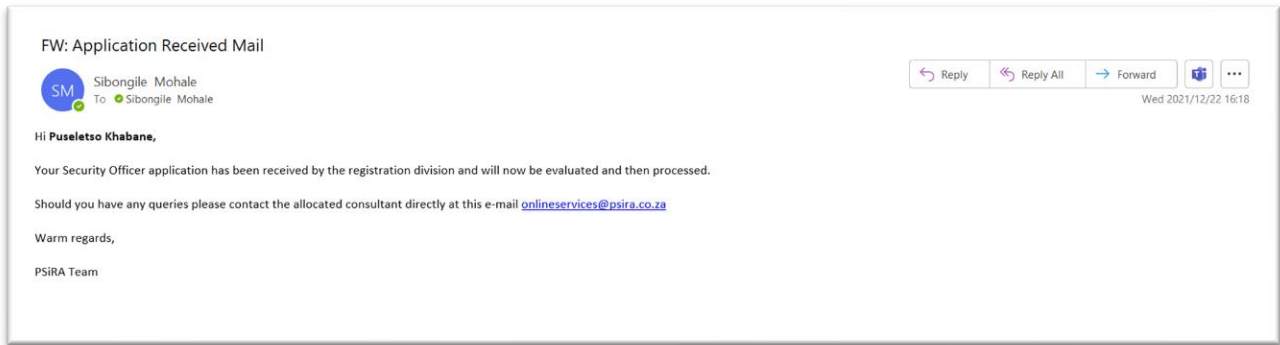 FW: Application Received Mail
SM
Sibongile Mohale
To Sibongile Mohale
Reply
Reply All
Forward
Wed 2021/12/22 16:18
Hi Puseletso Khabane,
Your Security Officer application has been received by the registration division and will now be evaluated and then processed.
Should you have any queries please contact the allocated consultant directly at this e-mail onlineservices@psira.co.za
Warm regards,
PSiRA Team